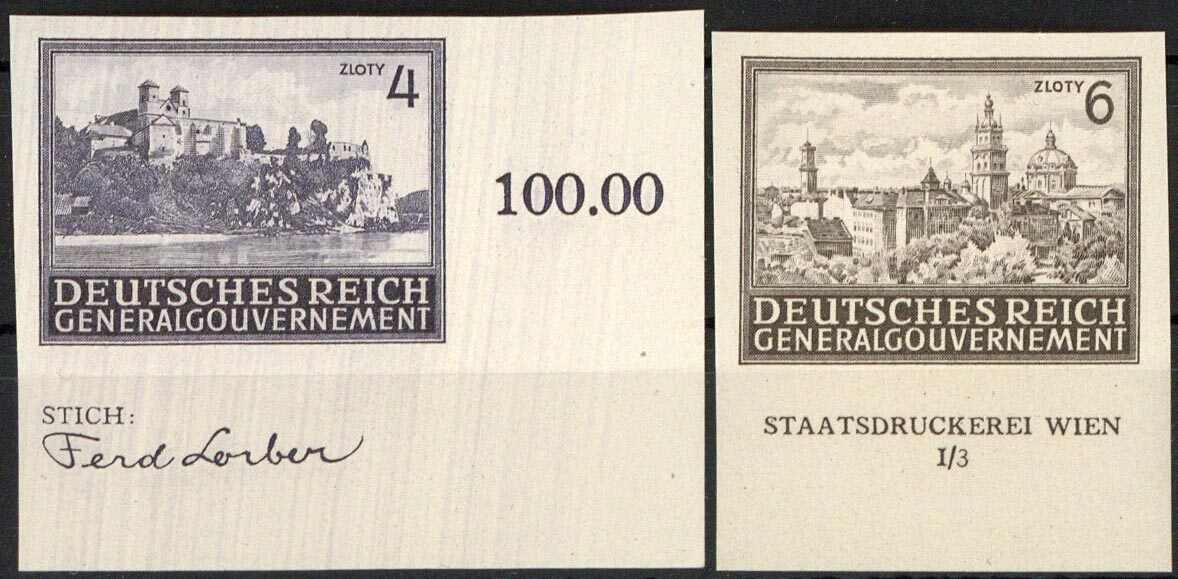 ZLOTY 4
100.00
DEUTSCHES REICH
GENERALGOUVERNEMENT
STICH:
Ferd Lorber
ZLOTY 6
DEUTSCHES REICH
GENERALGOUVERNEMENT
STAATSDRUCKEREI WIEN
I/3